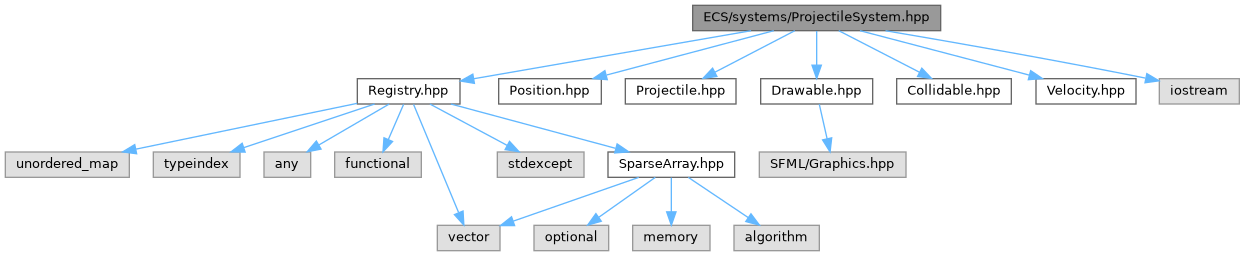 ECS/systems/ProjectileSystem.hpp
Registry.hpp
Position.hpp
Projectile.hpp
Drawable.hpp
Collidable.hpp
Velocity.hpp
iostream
unordered_map
typeindex
any
functional
stdexcept
SparseArray.hpp
SFML/Graphics.hpp
vector
optional
memory
algorithm